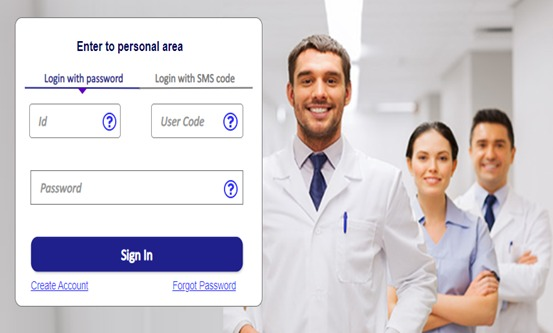 Enter to personal area
Login with password Login with SMS code
Id ? User Code ?
Password ?
Sign In
Create Account Forgot Password